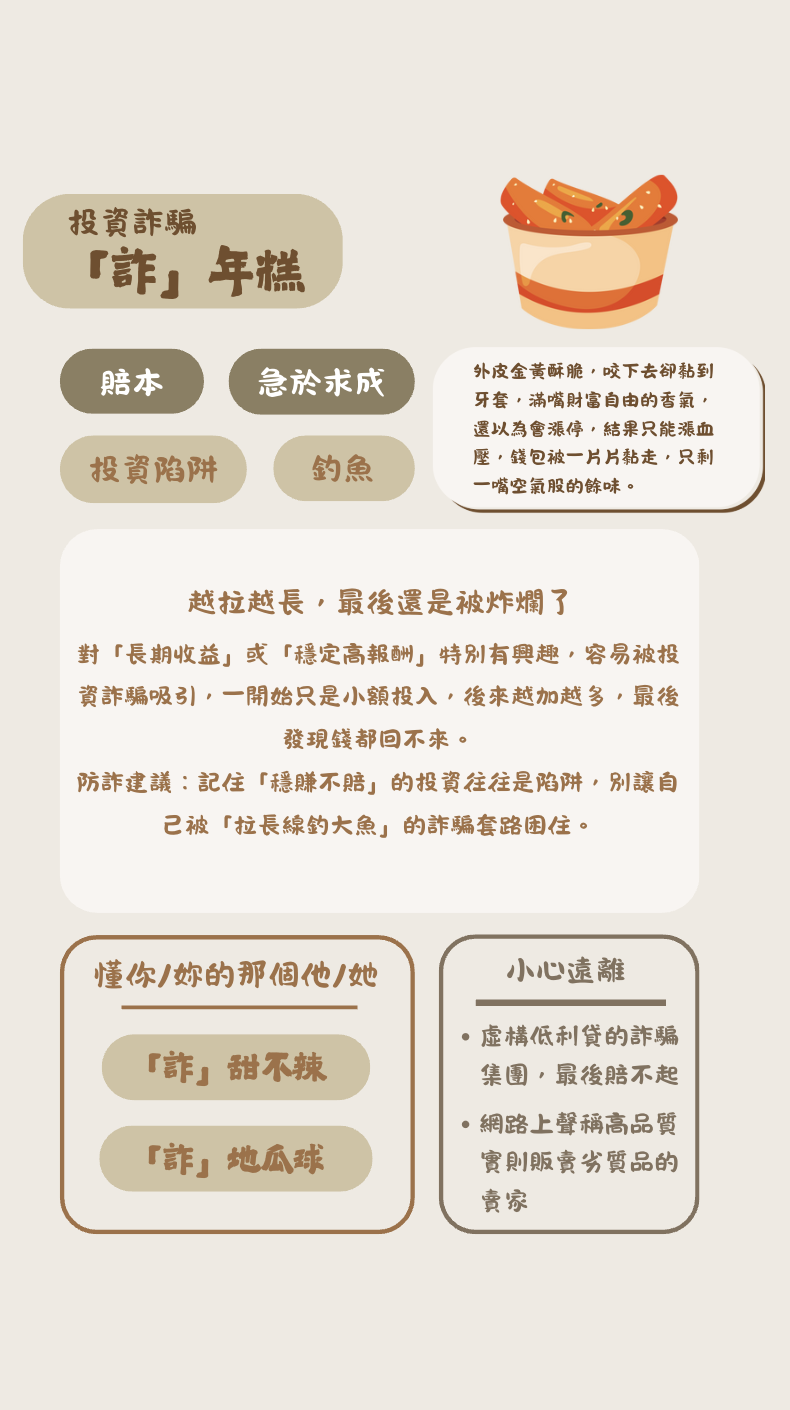 投資詐騙
「詐」年糕
賠本
急於求成
投資陷阱
釣魚
外皮金黃酥脆，咬下去卻黏到
牙套，滿嘴財富自由的香氣，
還以為會漲停，結果只能漲血
壓，錢包被一片片黏走，只剩
一嘴空氣股的餘味。
越拉越長，最後還是被炸爛了
對「長期收益」或「穩定高報酬」特別有興趣，容易被投
資詐騙吸引，一開始只是小額投入，後來越加越多，最後
發現錢都回不來。
防詐建議：記住「穩賺不賠」的投資往往是陷阱，別讓自
己被「拉長線釣大魚」的詐騙套路困住。
懂你/妳的那個他/她
「詐」甜不辣
「詐」地瓜球
小心遠離
• 虛構低利貸的詐騙
集團，最後賠不起
• 網路上聲稱高品質
實則販賣劣質品的
賣家